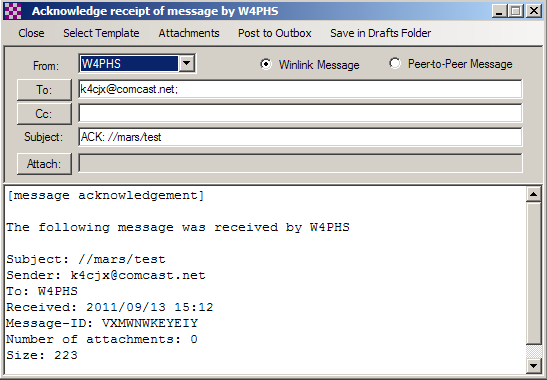 Acknowledge receipt of message by W4PHS
Close Select Template Attachments Post to Outbox Save in Drafts Folder
From: W4PHS Winlink Message Peer-to-Peer Message
To: k4cjx@comcast.net;
Cc:
Subject: ACK: //mars/test
Attach:
[message acknowledgement]
The following message was received by W4PHS
Subject: //mars/test
Sender: k4cjx@comcast.net
To: W4PHS
Received: 2011/09/13 15:12
Message-ID: VXMWNWKEYEIY
Number of attachments: 0
Size: 223